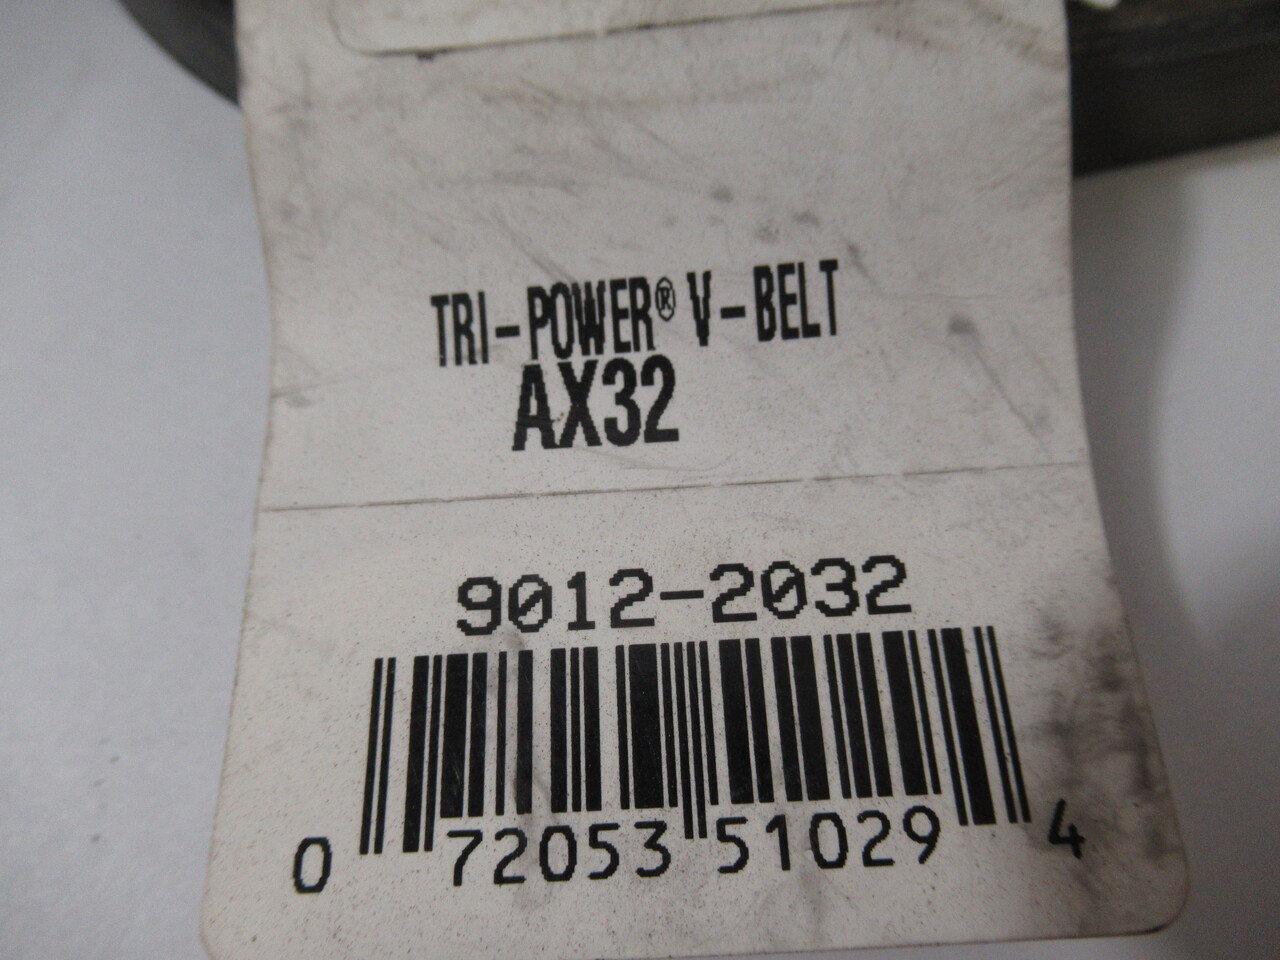 TRI-POWER® V-BELT
AX32
9012-2032
0 72053 51029 4